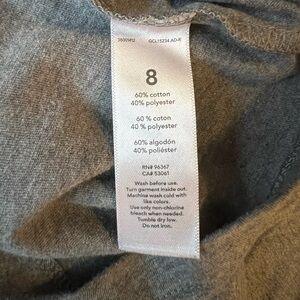 GCL15234 AD-R
8
60% cotton
40% polyester
60 % coton
40 % polyester
60% algodón
40% poliéster
RN# 96367
CA# 53061
Wash before use.
Turn garment inside out.
Machine wash cold with
like colors.
Use only non-chlorine
bleach when needed.
Tumble dry low.
Do not iron.